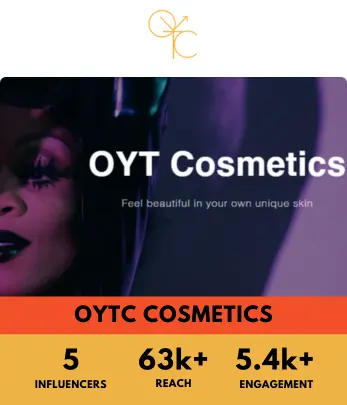 OYTC
OYT Cosmetics
Feel beautiful in your own unique skin
OYTC COSMETICS
5 63k+ 5.4k+
INFLUENCERS REACH ENGAGEMENT